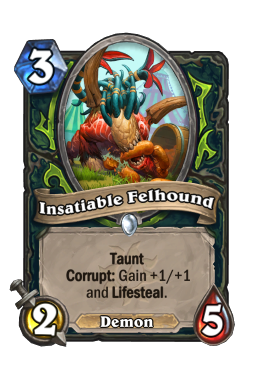 3
Insatiable Felhound
Taunt
Corrupt: Gain +1/+1
and Lifesteal.
2
Demon
5